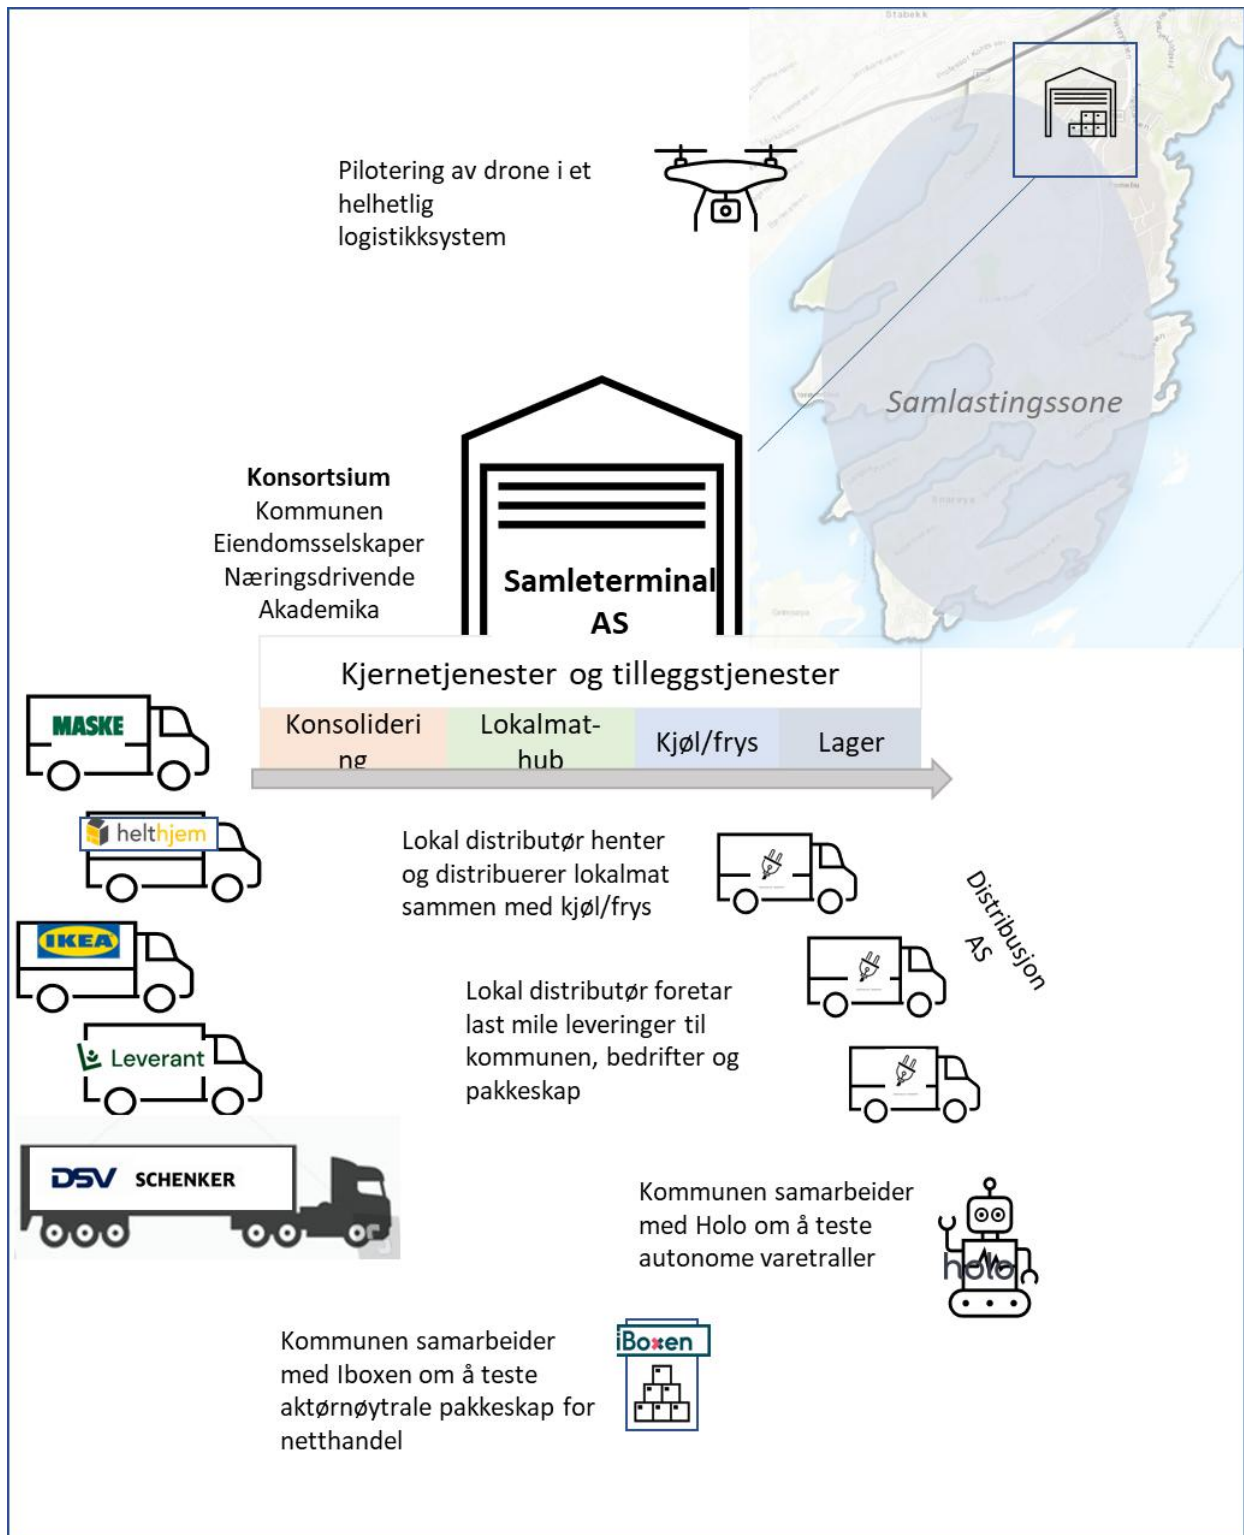 Stabekk
Pilotering av drone i et
helhetlig
logistikksystem
Samlastingssone
Konsortsium
Kommunen
Eiendomsselskaper
Næringsdrivende
Akademika
Samleterminal
AS
Kjernetjenester og tilleggstjenester
Konsolideri
ng
Lokalmat-
hub
Kjøl/frys
Lager
MASKE
helthjem
IKEA
Leverant
DSV SCHENKER
Lokal distributør henter
og distribuerer lokalmat
sammen med kjøl/frys
Distribusjon
AS
Lokal distributør foretar
last mile leveringer til
kommunen, bedrifter og
pakkeskap
Kommunen samarbeider
med Holo om å teste
autonome varetraller
holo
iBoxen
Kommunen samarbeider
med Iboxen om å teste
aktørnøytrale pakkeskap for
netthandel